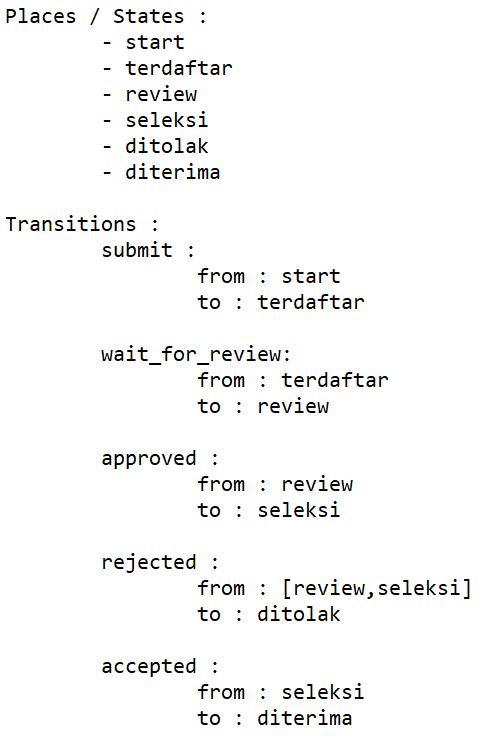 Places / States :
- start
- terdaftar
- review
- seleksi
- ditolak
- diterima
Transitions :
submit :
from : start
to : terdaftar
wait_for_review:
from : terdaftar
to : review
approved :
from : review
to : seleksi
rejected :
from : [review,seleksi]
to : ditolak
accepted :
from : seleksi
to : diterima